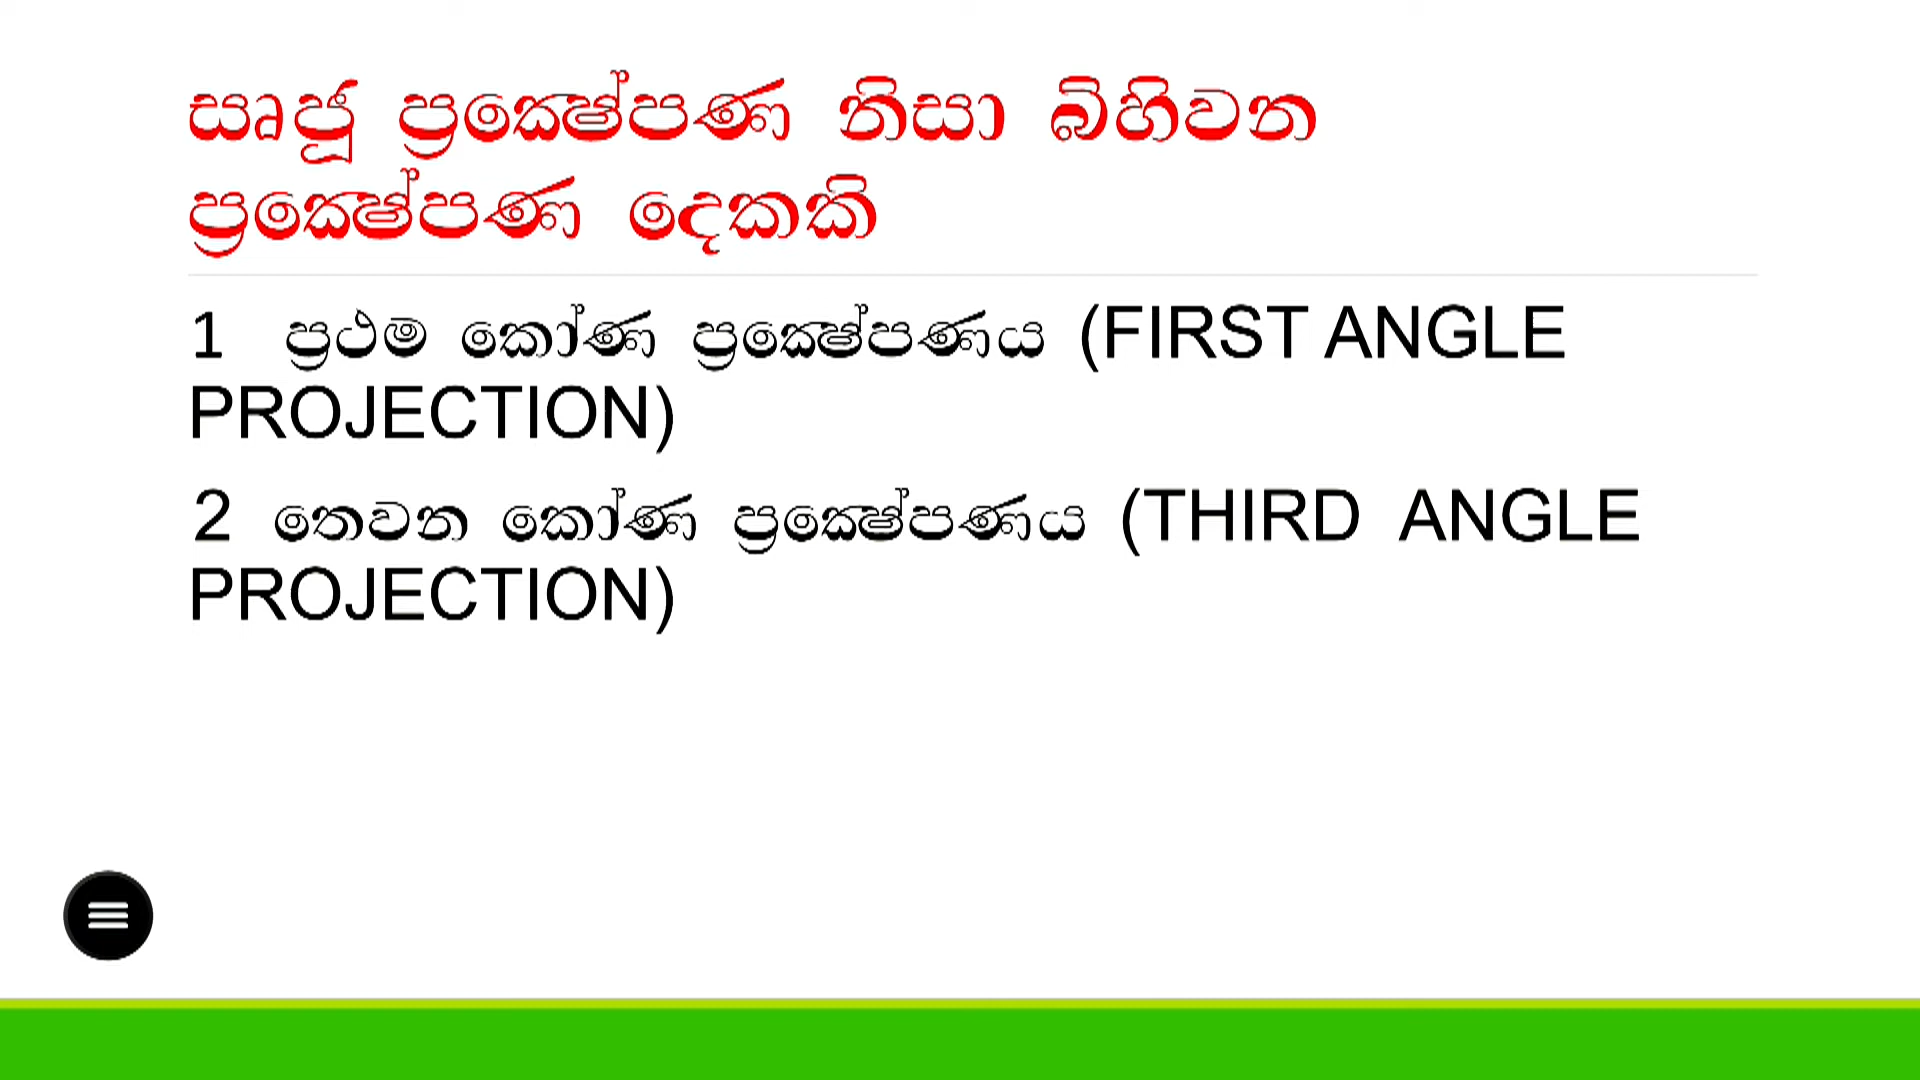 සෘජු ප්‍රක්ෂේපණ නිසා බිහිවන
ප්‍රක්ෂේපණ දෙකකි
1 ප්‍රථම කෝණ ප්‍රක්ෂේපණය (FIRST ANGLE
PROJECTION)
2 තෙවන කෝණ ප්‍රක්ෂේපණය (THIRD ANGLE
PROJECTION)